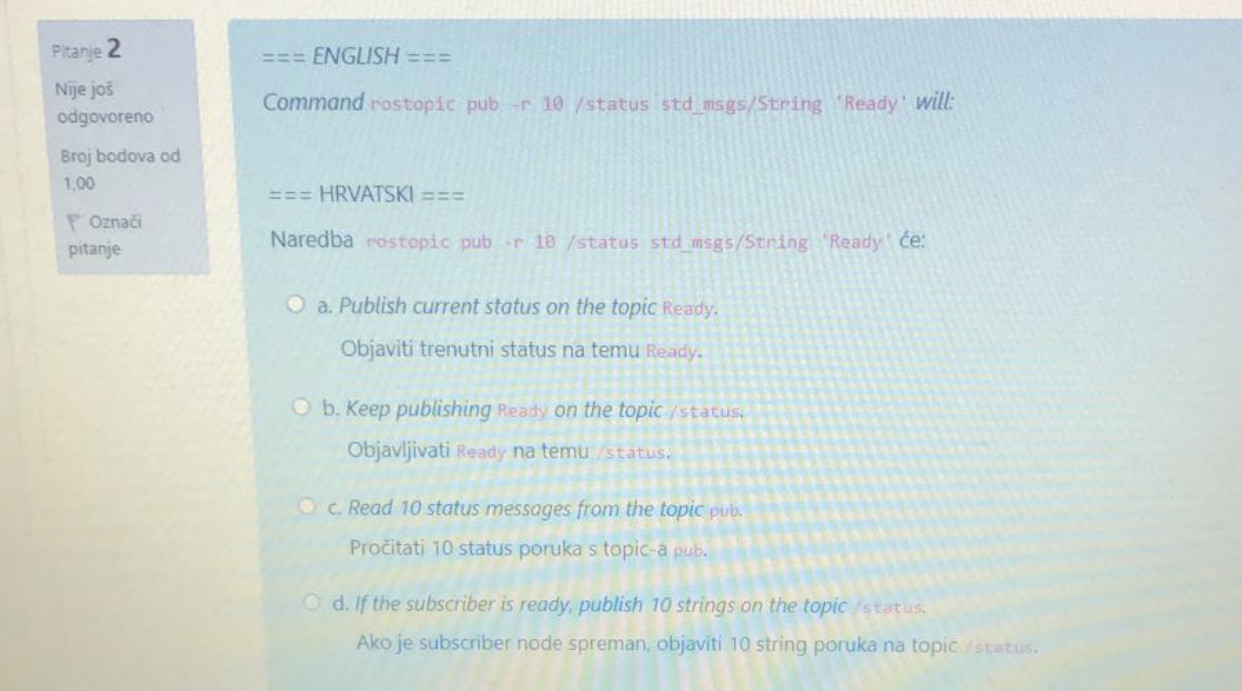 Pitanje 2
Nije još
odgovoreno
Broj bodova od
1,00
Označi
pitanje
=== ENGLISH ===
Command rostopic pub -r 10 /status std_msgs/String 'Ready' will:
=== HRVATSKI ===
Naredba rostopic pub -r 10 /status std_msgs/String 'Ready' će:
a. Publish current status on the topic Ready.
Objaviti trenutni status na temu Ready.
b. Keep publishing Ready on the topic /status.
Objavljivati Ready na temu /status.
c. Read 10 status messages from the topic pub.
Pročitati 10 status poruka s topic-a pub.
d. If the subscriber is ready, publish 10 strings on the topic /status.
Ako je subscriber node spreman, objaviti 10 string poruka na topic /status.